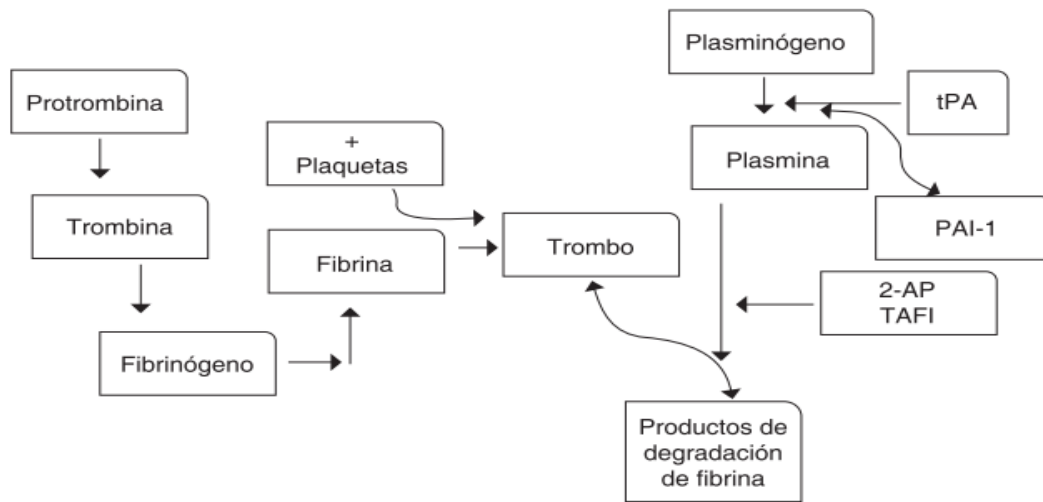 Plasminógeno
Protrombina
tPA
+
Plaquetas
Plasmina
Trombina
PAI-1
Fibrina
Trombo
2-AP
TAFI
Fibrinógeno
Productos de
degradación
de fibrina